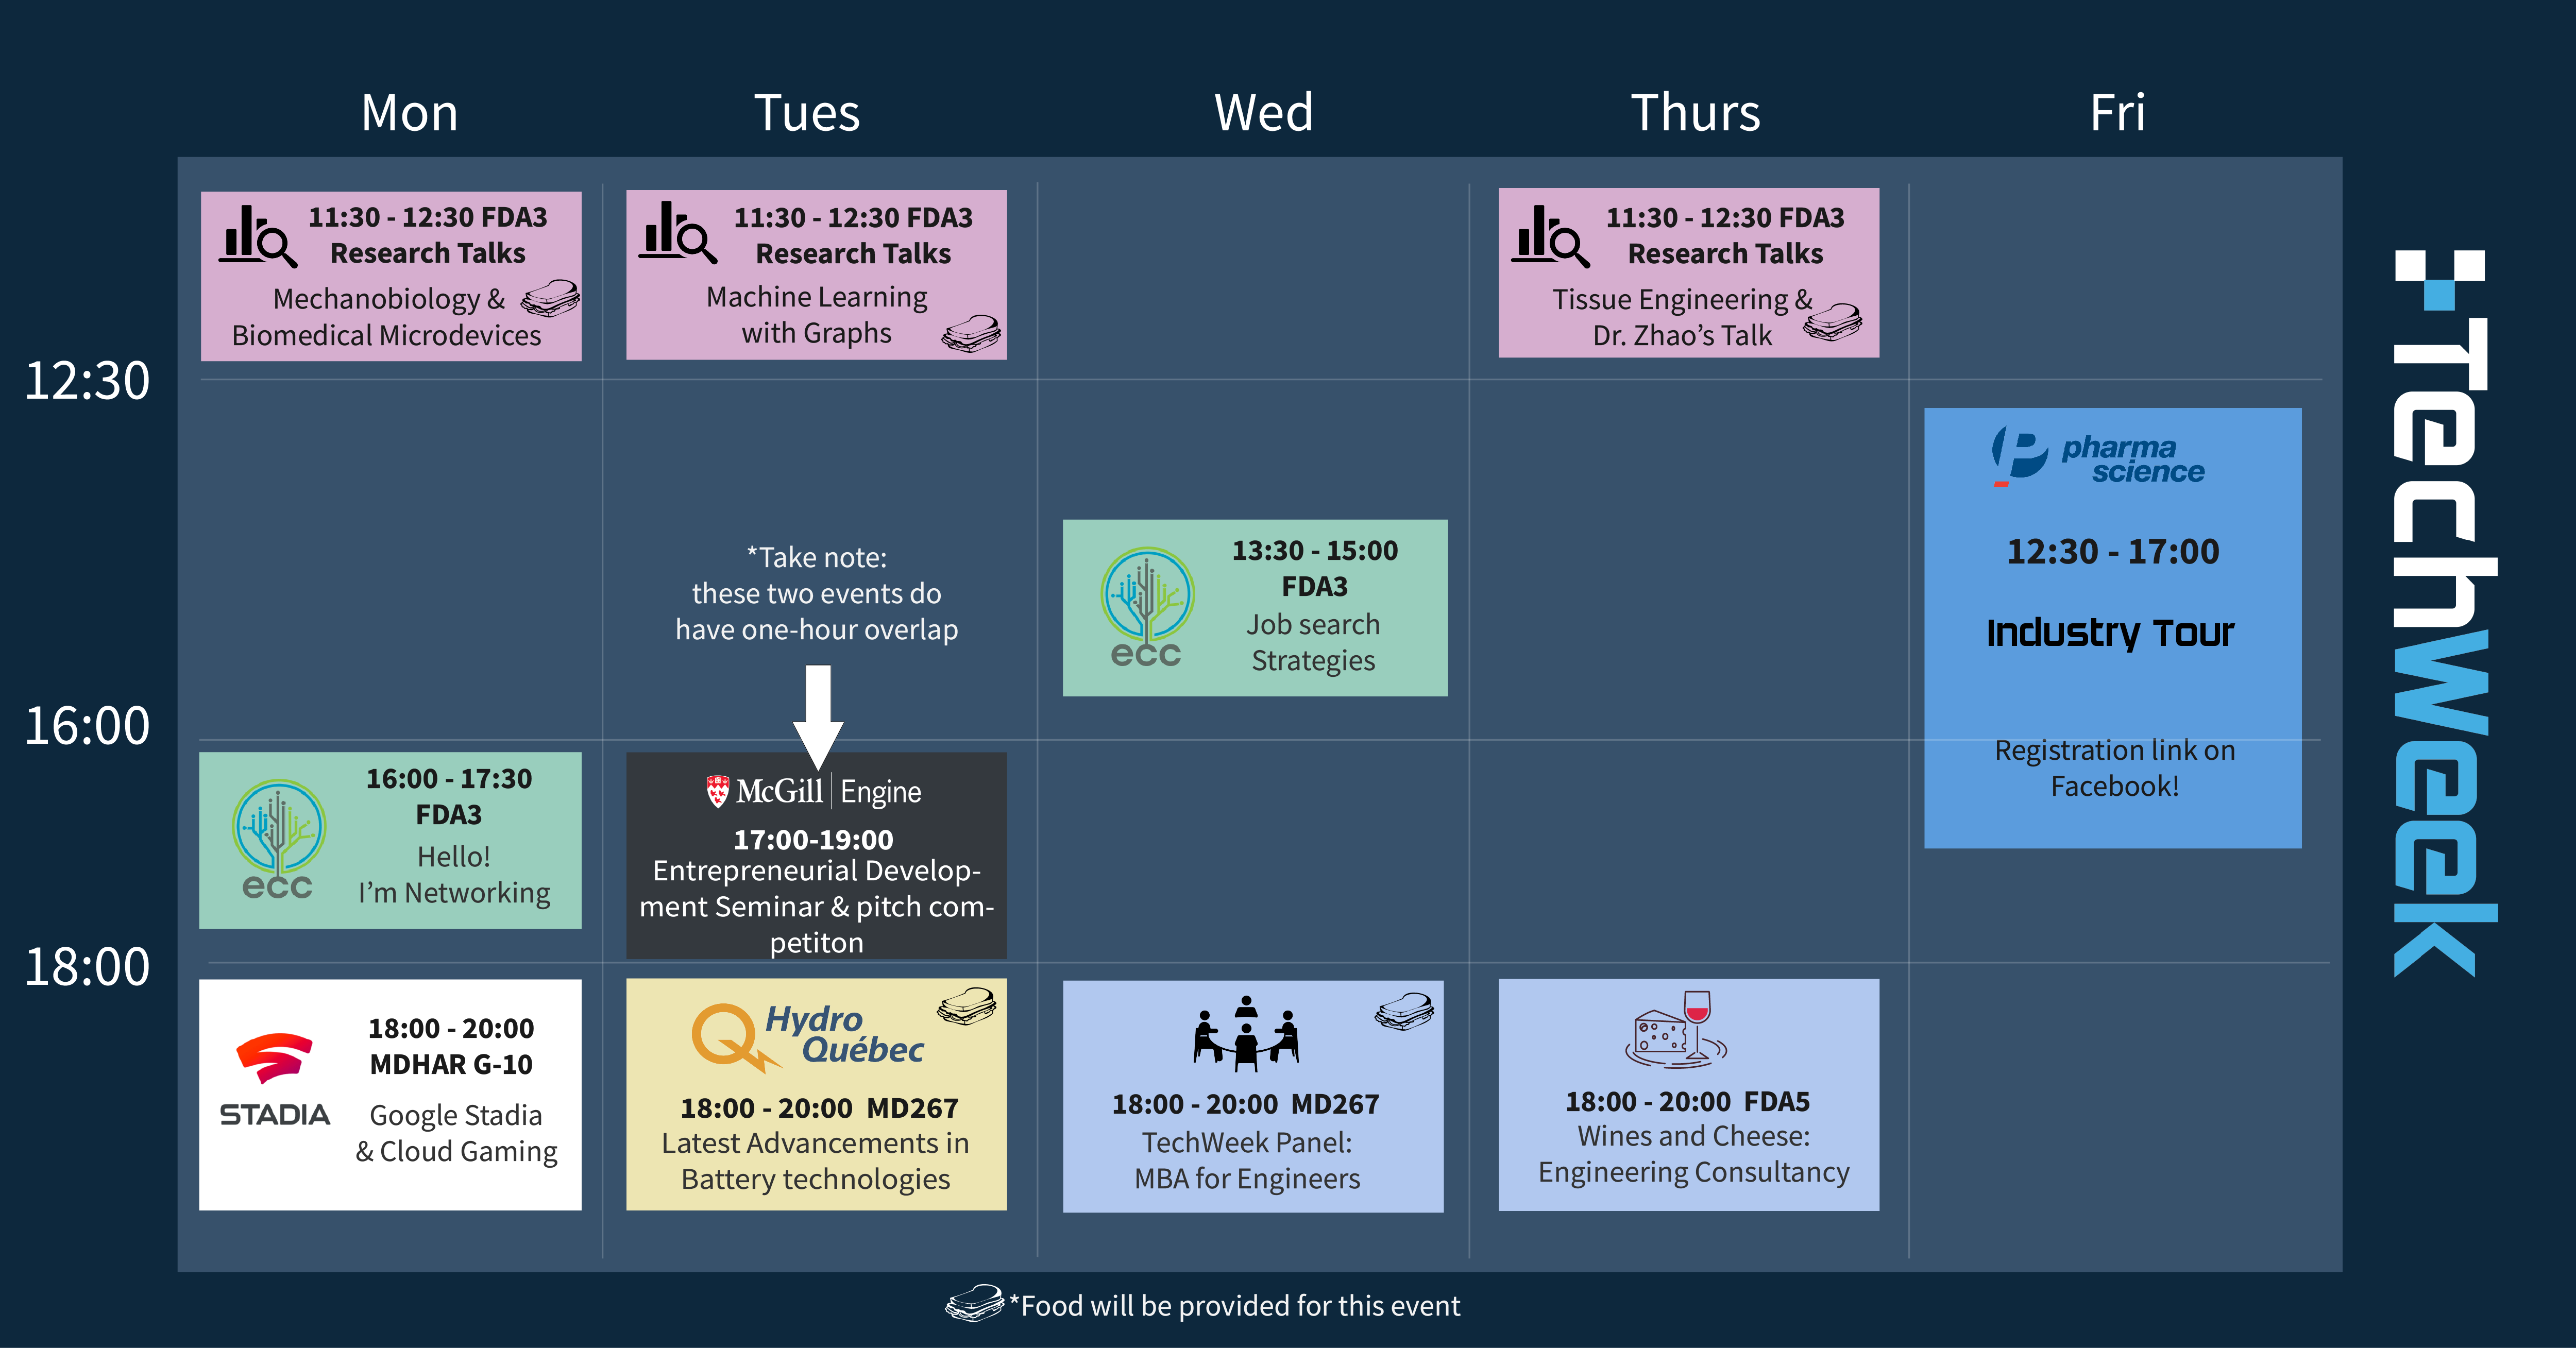 Mon
Tues
Wed
Thurs
Fri
11:30 - 12:30 FDA3
Research Talks
Mechanobiology &
Biomedical Microdevices
11:30 - 12:30 FDA3
Research Talks
Machine Learning
with Graphs
11:30 - 12:30 FDA3
Research Talks
Tissue Engineering &
Dr. Zhao's Talk
12:30
*Take note:
these two events do
have one-hour overlap
ecc
13:30 - 15:00
FDA3
Job search
Strategies
pharma
science
12:30 - 17:00
Industry Tour
Registration link on
Facebook!
16:00
ecc
16:00 - 17:30
FDA3
Hello!
I'm Networking
McGill | Engine
17:00-19:00
Entrepreneurial Develop-
ment Seminar & pitch com-
petiton
18:00
STADIA
18:00 - 20:00
MDHAR G-10
Google Stadia
& Cloud Gaming
Hydro
Québec
18:00 - 20:00 MD267
Latest Advancements in
Battery technologies
18:00 - 20:00 MD267
TechWeek Panel:
MBA for Engineers
18:00 - 20:00 FDA5
Wines and Cheese:
Engineering Consultancy
TechWeek
*Food will be provided for this event